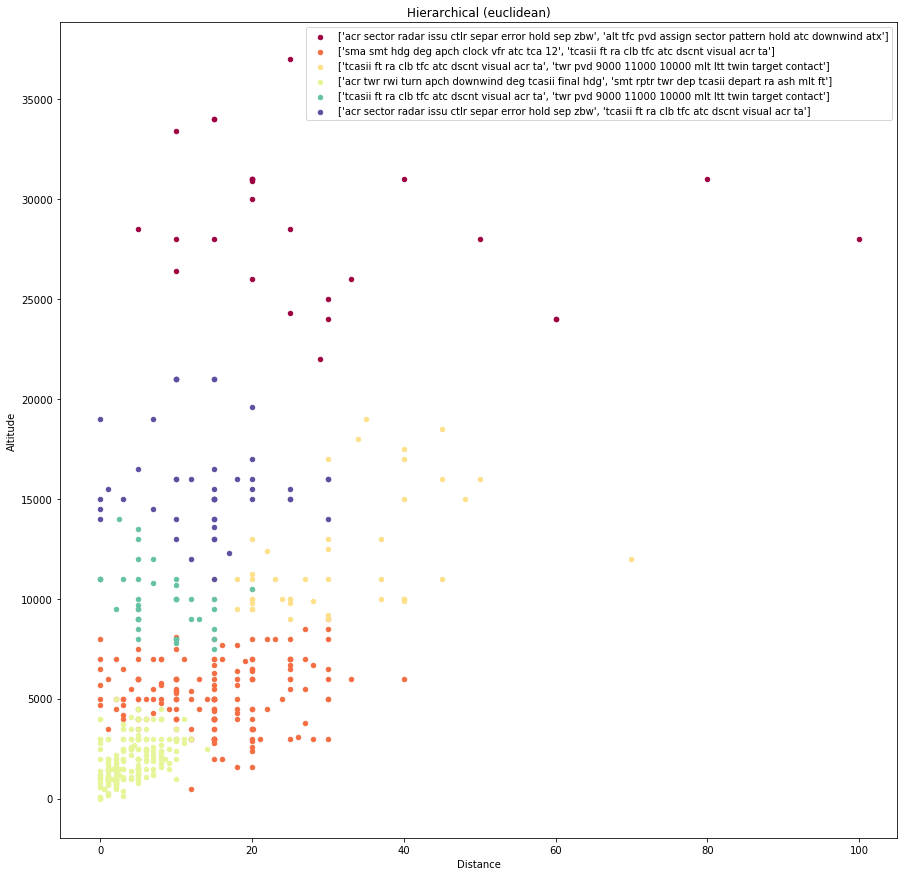 Hierarchical (euclidean)
['acr sector radar issu ctlr separ error hold sep zbw', 'alt tfc pvd assign sector pattern hold atc downwind atx']
['sma smt hdg deg apch clock vfr atc tca 12', 'tcasii ft ra clb tfc atc dscnt visual acr ta']
['tcasii ft ra clb tfc atc dscnt visual acr ta', 'twr pvd 9000 11000 10000 mlt ltt twin target contact']
['acr twr rwi turn apch downwind deg tcasii final hdg', 'smt rptr twr dep tcasii depart ra ash mlt ft']
['tcasii ft ra clb tfc atc dscnt visual acr ta', 'twr pvd 9000 11000 10000 mlt ltt twin target contact']
['acr sector radar issu ctlr separ error hold sep zbw', 'tcasii ft ra clb tfc atc dscnt visual acr ta']
35000
30000
25000
20000
15000
10000
5000
0
Altitude
0 20 40 60 80 100
Distance